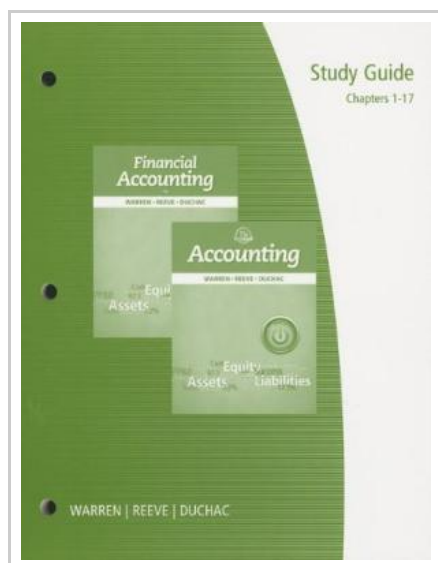 Study Guide
Chapters 1-17
Financial
Accounting
WARREN • REEVE • DUCHAC
Accounting
WARREN • REEVE • DUCHAC
Equi
Assets
Equity
Assets
Liabilities
WARREN | REEVE | DUCHAC